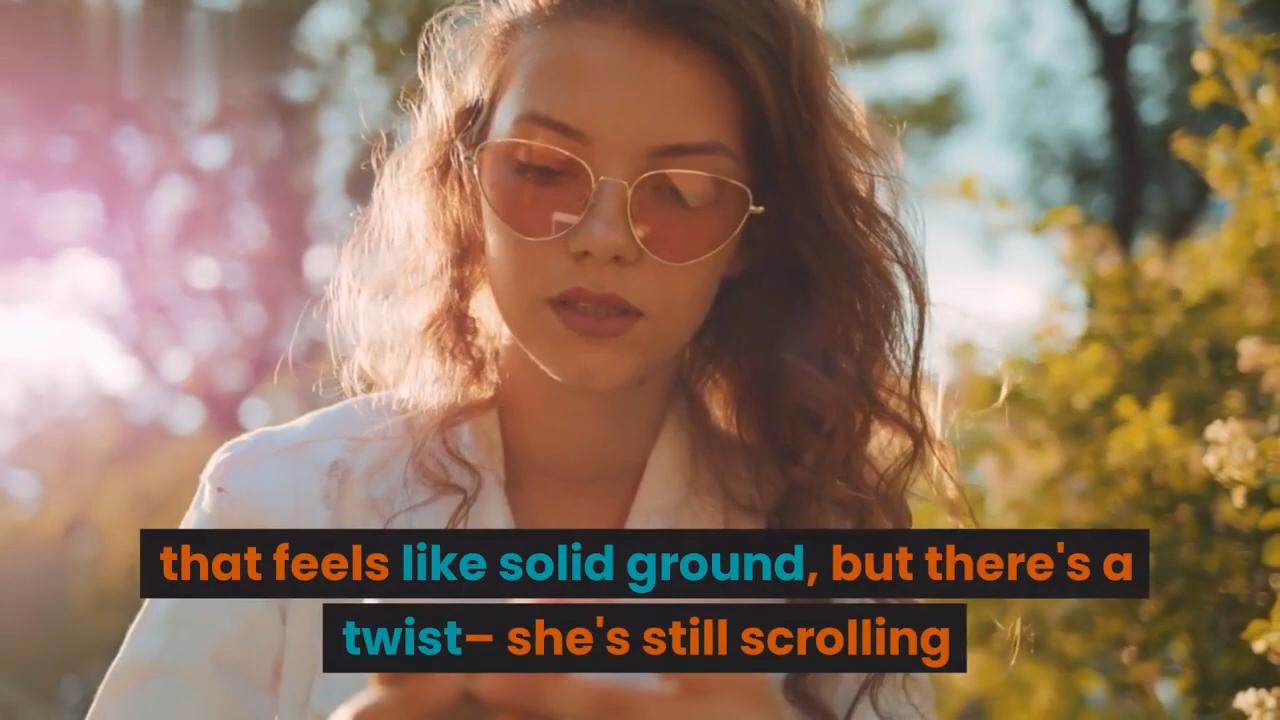 that feels like solid ground, but there's a
twist– she's still scrolling